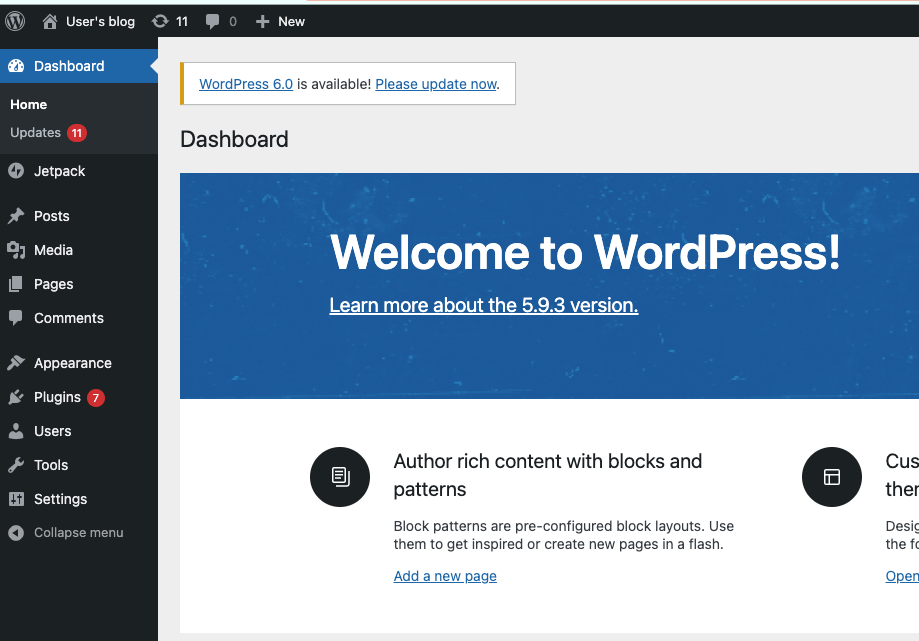 User's blog 11 0 New
Dashboard
Home
Updates 11
Jetpack
Posts
Media
Pages
Comments
Appearance
Plugins 7
Users
Tools
Settings
Collapse menu
WordPress 6.0 is available! Please update now.
Dashboard
Welcome to WordPress!
Learn more about the 5.9.3 version.
Author rich content with blocks and
patterns
Block patterns are pre-configured block layouts. Use
them to get inspired or create new pages in a flash.
Add a new page
Cus
ther
Desig
the fo
Open